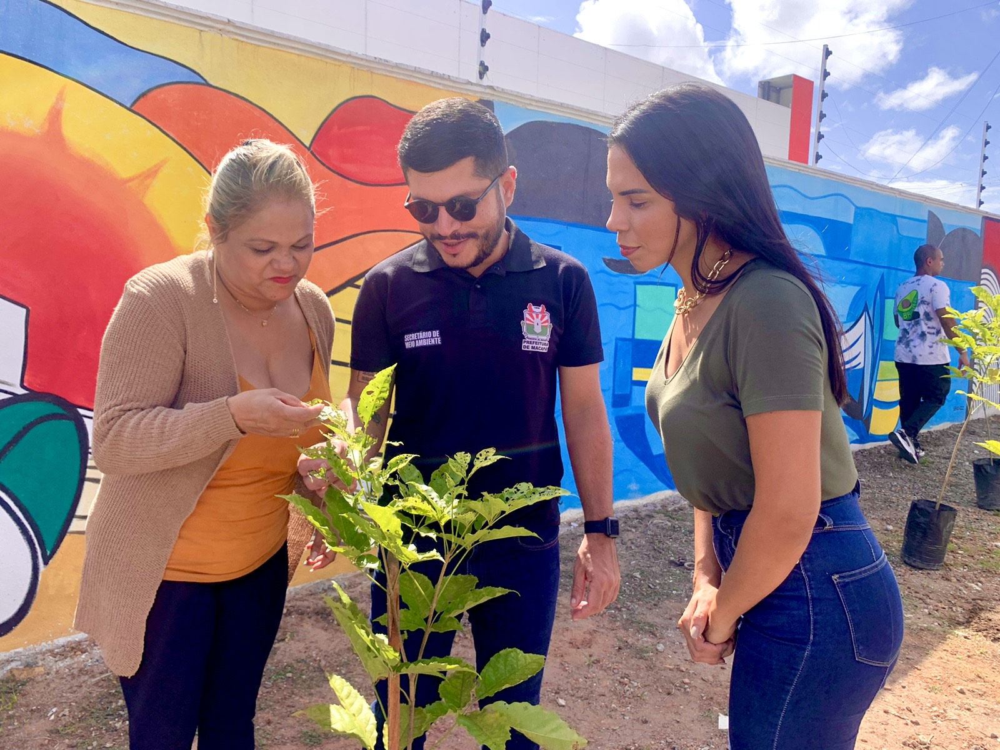 SECRETÁRIO DE
MEIO AMBIENTE
PREFEITURA
DE MACAPÁ